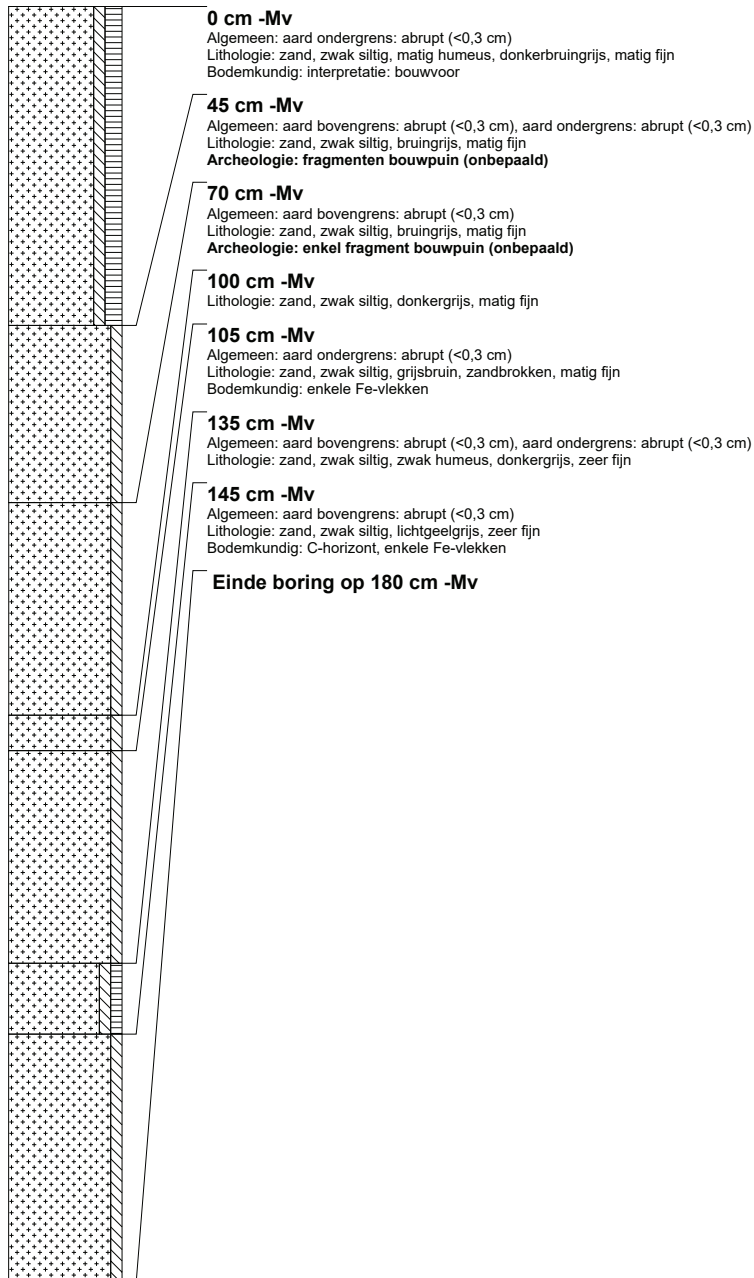 0 cm -Mv
Algemeen: aard ondergrens: abrupt (<0,3 cm)
Lithologie: zand, zwak siltig, matig humeus, donkerbruingrijs, matig fijn
Bodemkundig: interpretatie: bouwvoor
45 cm -Mv
Algemeen: aard bovengrens: abrupt (<0,3 cm), aard ondergrens: abrupt (<0,3 cm)
Lithologie: zand, zwak siltig, bruingrijs, matig fijn
Archeologie: fragmenten bouwpuin (onbepaald)
70 cm -Mv
Algemeen: aard bovengrens: abrupt (<0,3 cm)
Lithologie: zand, zwak siltig, bruingrijs, matig fijn
Archeologie: enkel fragment bouwpuin (onbepaald)
100 cm -Mv
Lithologie: zand, zwak siltig, donkergrijs, matig fijn
105 cm -Mv
Algemeen: aard ondergrens: abrupt (<0,3 cm)
Lithologie: zand, zwak siltig, grijsbruin, zandbrokken, matig fijn
Bodemkundig: enkele Fe-vlekken
135 cm -Mv
Algemeen: aard bovengrens: abrupt (<0,3 cm), aard ondergrens: abrupt (<0,3 cm)
Lithologie: zand, zwak siltig, zwak humeus, donkergrijs, zeer fijn
145 cm -Mv
Algemeen: aard bovengrens: abrupt (<0,3 cm)
Lithologie: zand, zwak siltig, lichtgeelgrijs, zeer fijn
Bodemkundig: C-horizont, enkele Fe-vlekken
Einde boring op 180 cm -Mv